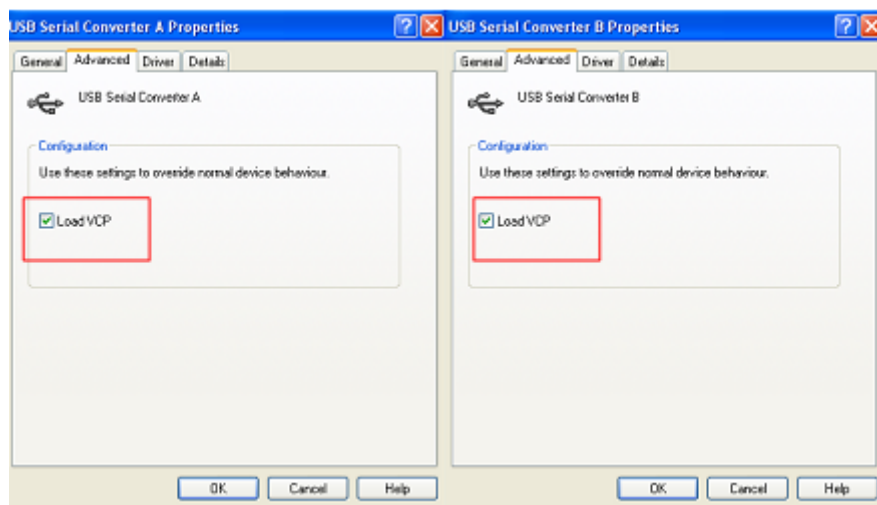 USB Serial Converter A Properties
General Advanced Driver Details
USB Serial Converter A
Configuration
Use these settings to override normal device behaviour.
Load VCP
OK Cancel Help
USB Serial Converter B Properties
General Advanced Driver Details
USB Serial Converter B
Configuration
Use these settings to override normal device behaviour.
Load VCP
OK Cancel Help